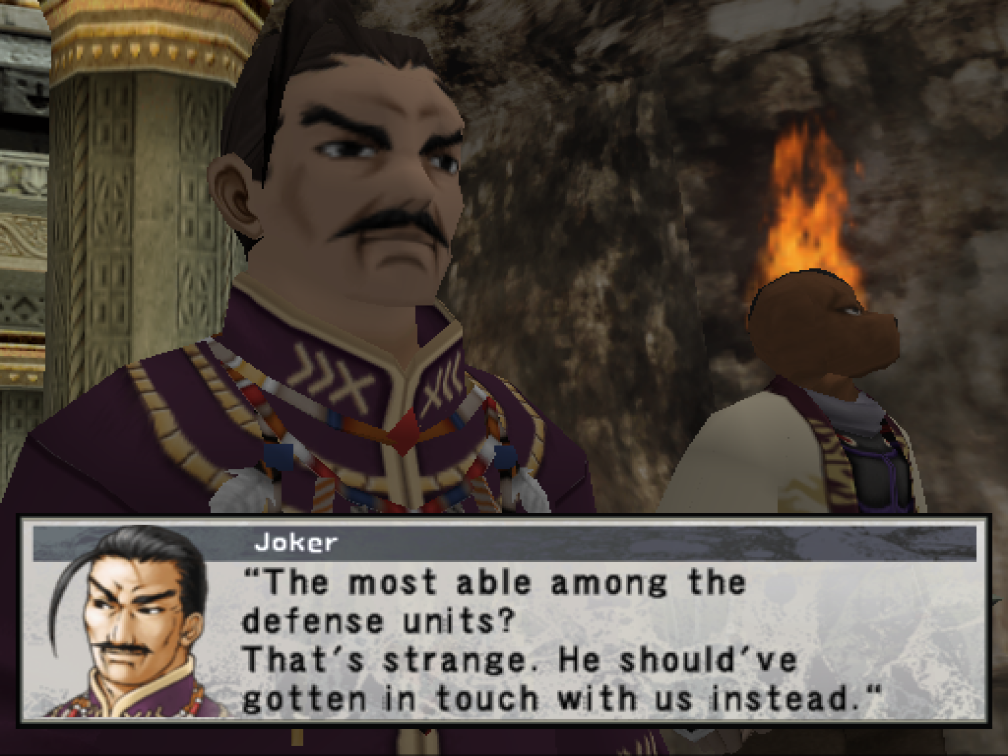 Joker
“The most able among the
defense units?
That's strange. He should've
gotten in touch with us instead.“